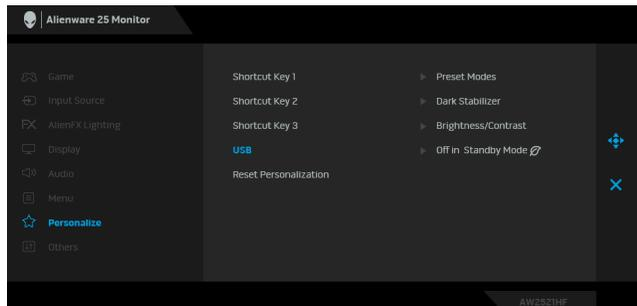 Alienware 25 Monitor
Game
Input Source
AlienFX Lighting
Display
Audio
Menu
Personalize
Others
Shortcut Key 1
Preset Modes
Shortcut Key 2
Dark Stabilizer
Shortcut Key 3
Brightness/Contrast
USB
Off in Standby Mode
Reset Personalization
AW2521HF